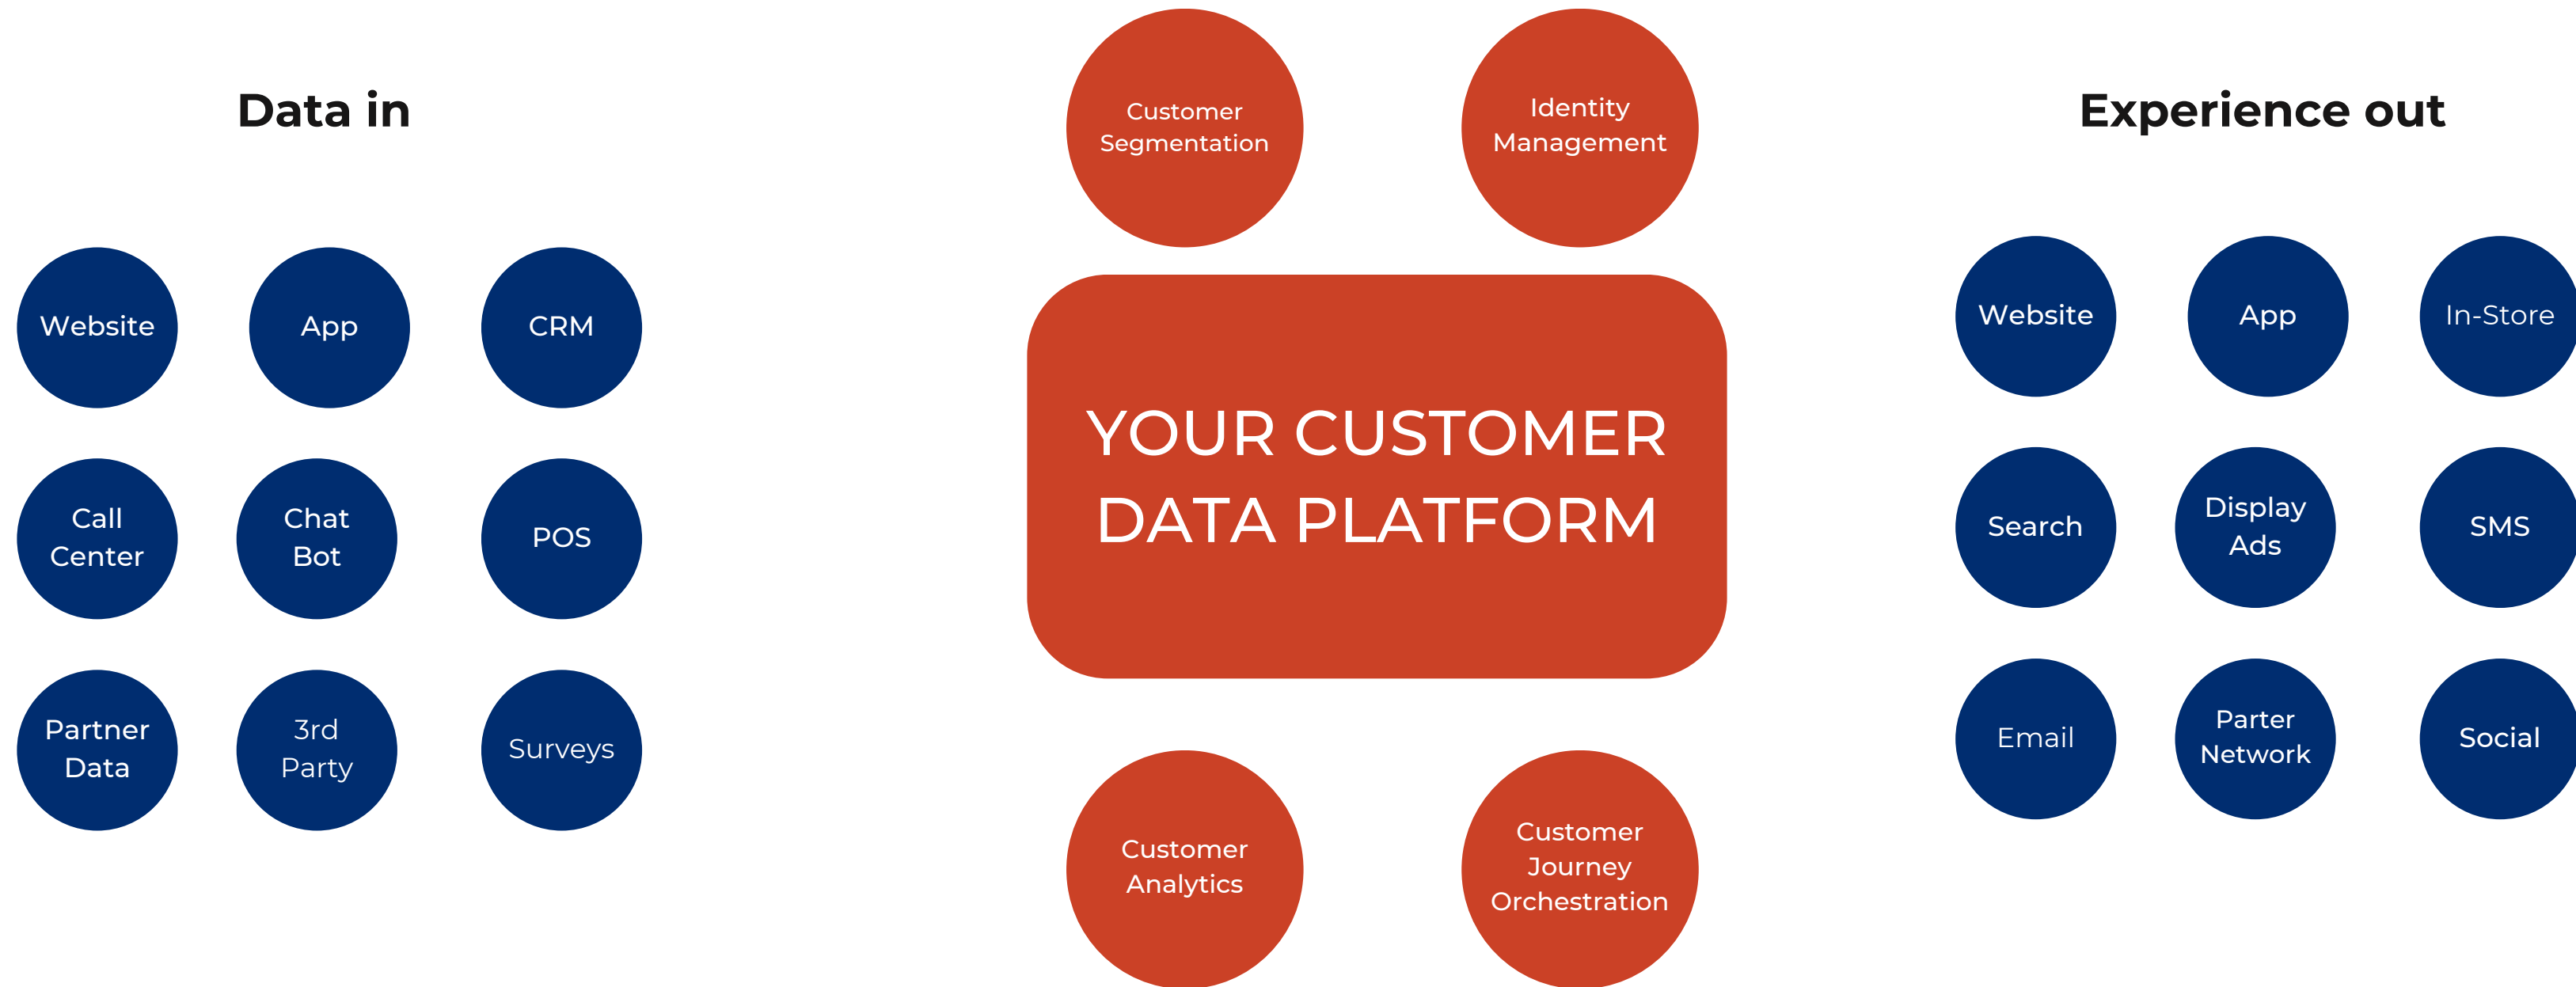 Data in
Website
App
CRM
Call
Center
Chat
Bot
POS
Partner
Data
3rd
Party
Surveys
Customer
Segmentation
Identity
Management
YOUR CUSTOMER
DATA PLATFORM
Customer
Analytics
Customer
Journey
Orchestration
Experience out
Website
App
In-Store
Search
Display
Ads
SMS
Email
Parter
Network
Social